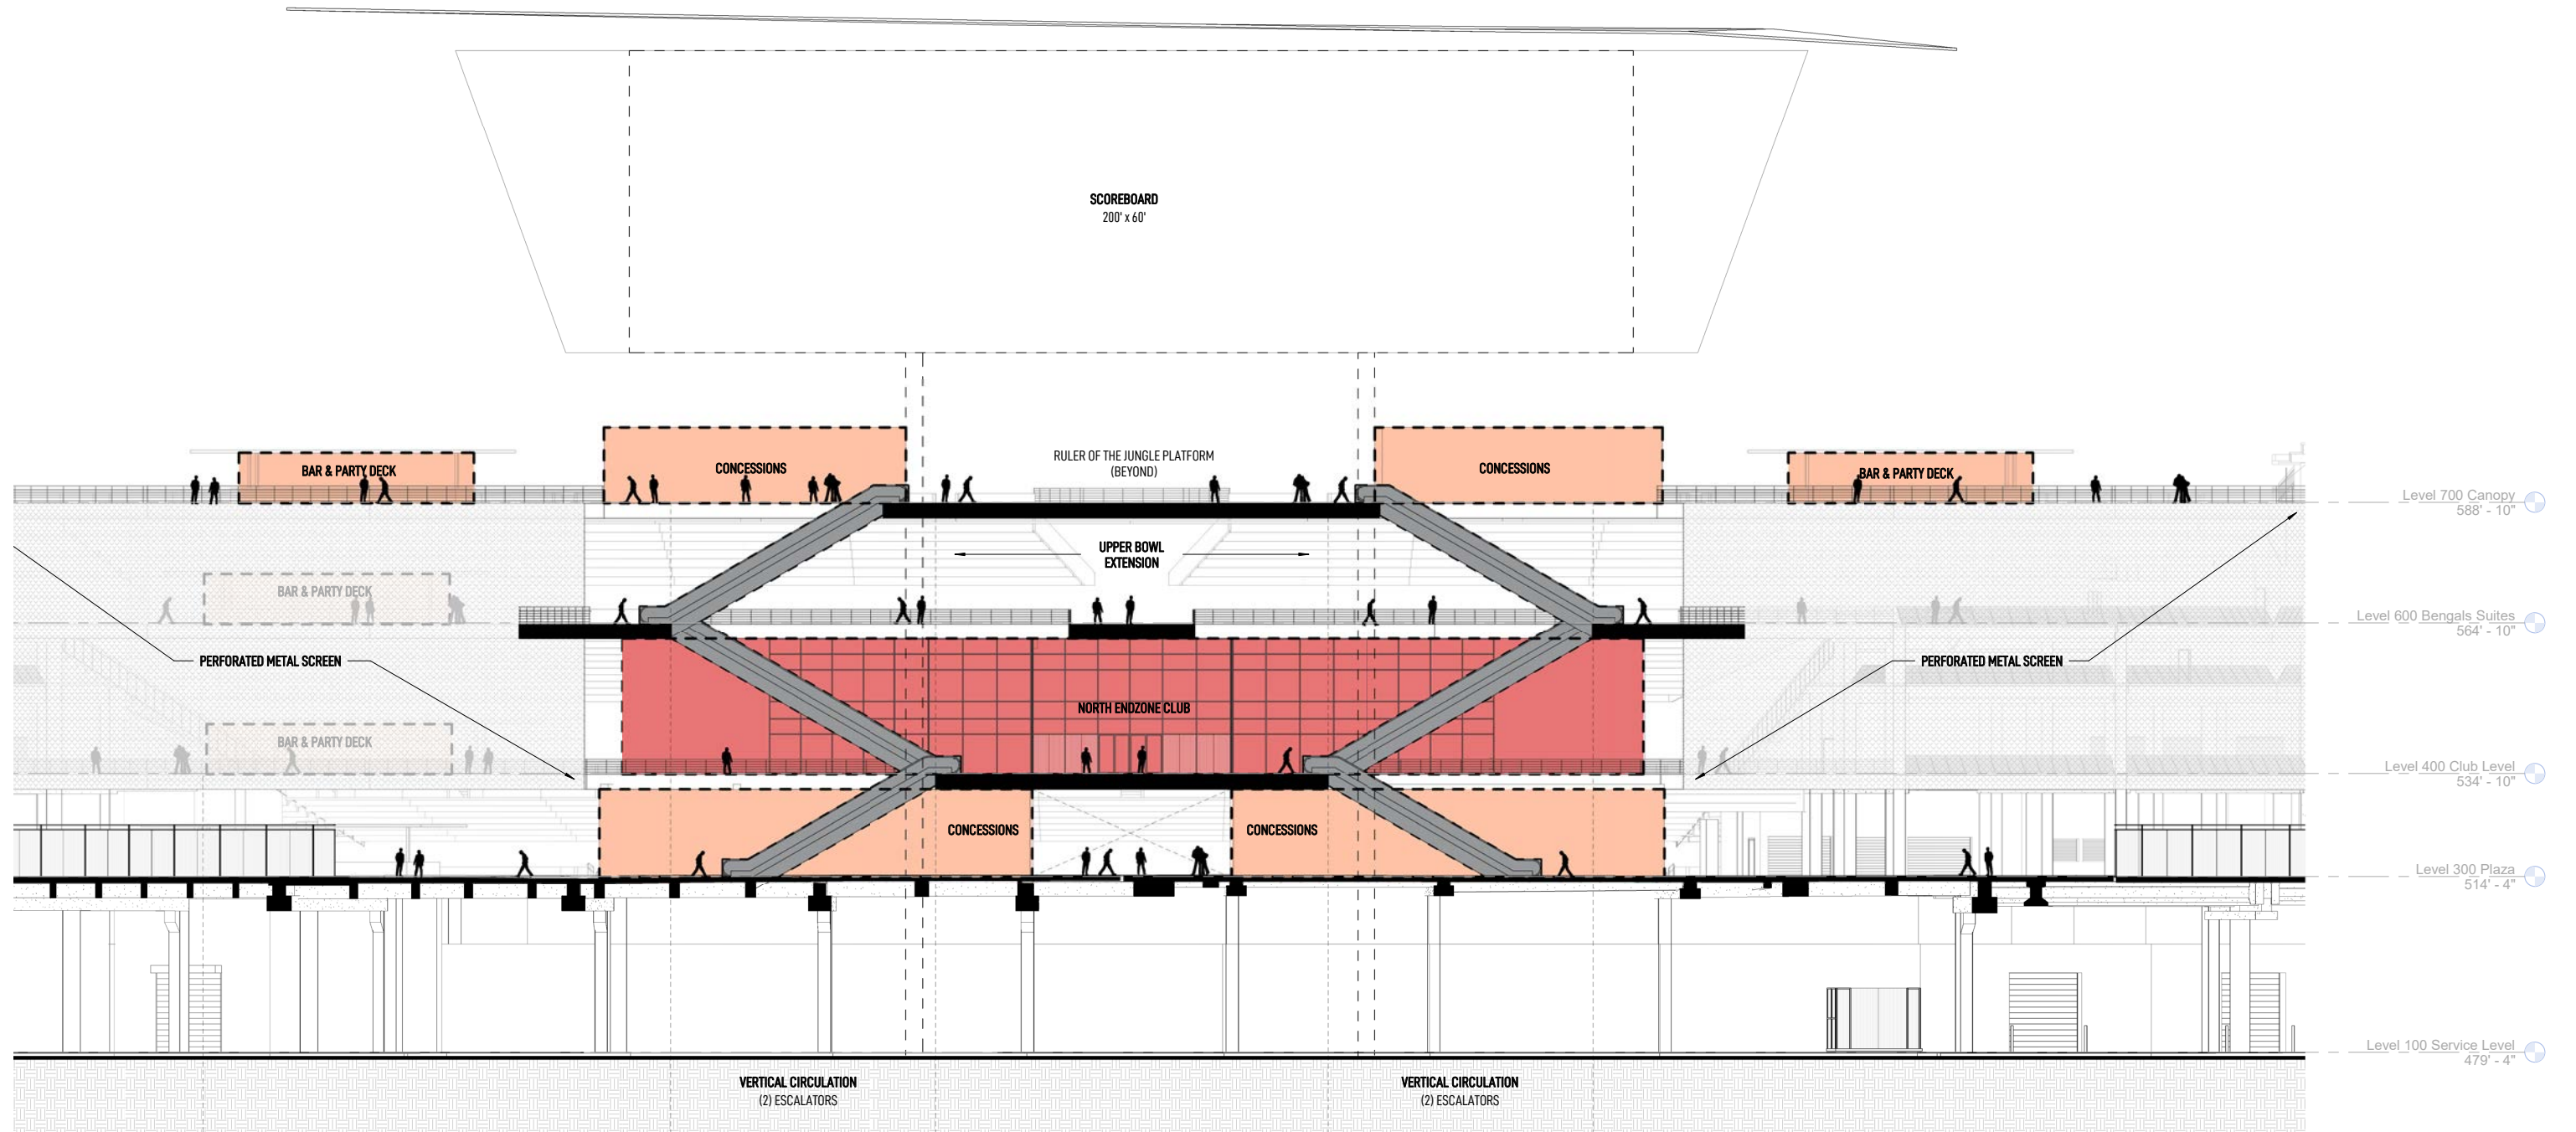 SCOREBOARD
200' x 60'
RULER OF THE JUNGLE PLATFORM
(BEYOND)
BAR & PARTY DECK
CONCESSIONS
CONCESSIONS
BAR & PARTY DECK
Level 700 Canopy
588' - 10"
UPPER BOWL
EXTENSION
BAR & PARTY DECK
Level 600 Bengals Suites
564' - 10"
PERFORATED METAL SCREEN
PERFORATED METAL SCREEN
NORTH ENDZONE CLUB
BAR & PARTY DECK
Level 400 Club Level
534' - 10"
CONCESSIONS
CONCESSIONS
Level 300 Plaza
514' - 4"
Level 100 Service Level
479' - 4"
VERTICAL CIRCULATION
(2) ESCALATORS
VERTICAL CIRCULATION
(2) ESCALATORS